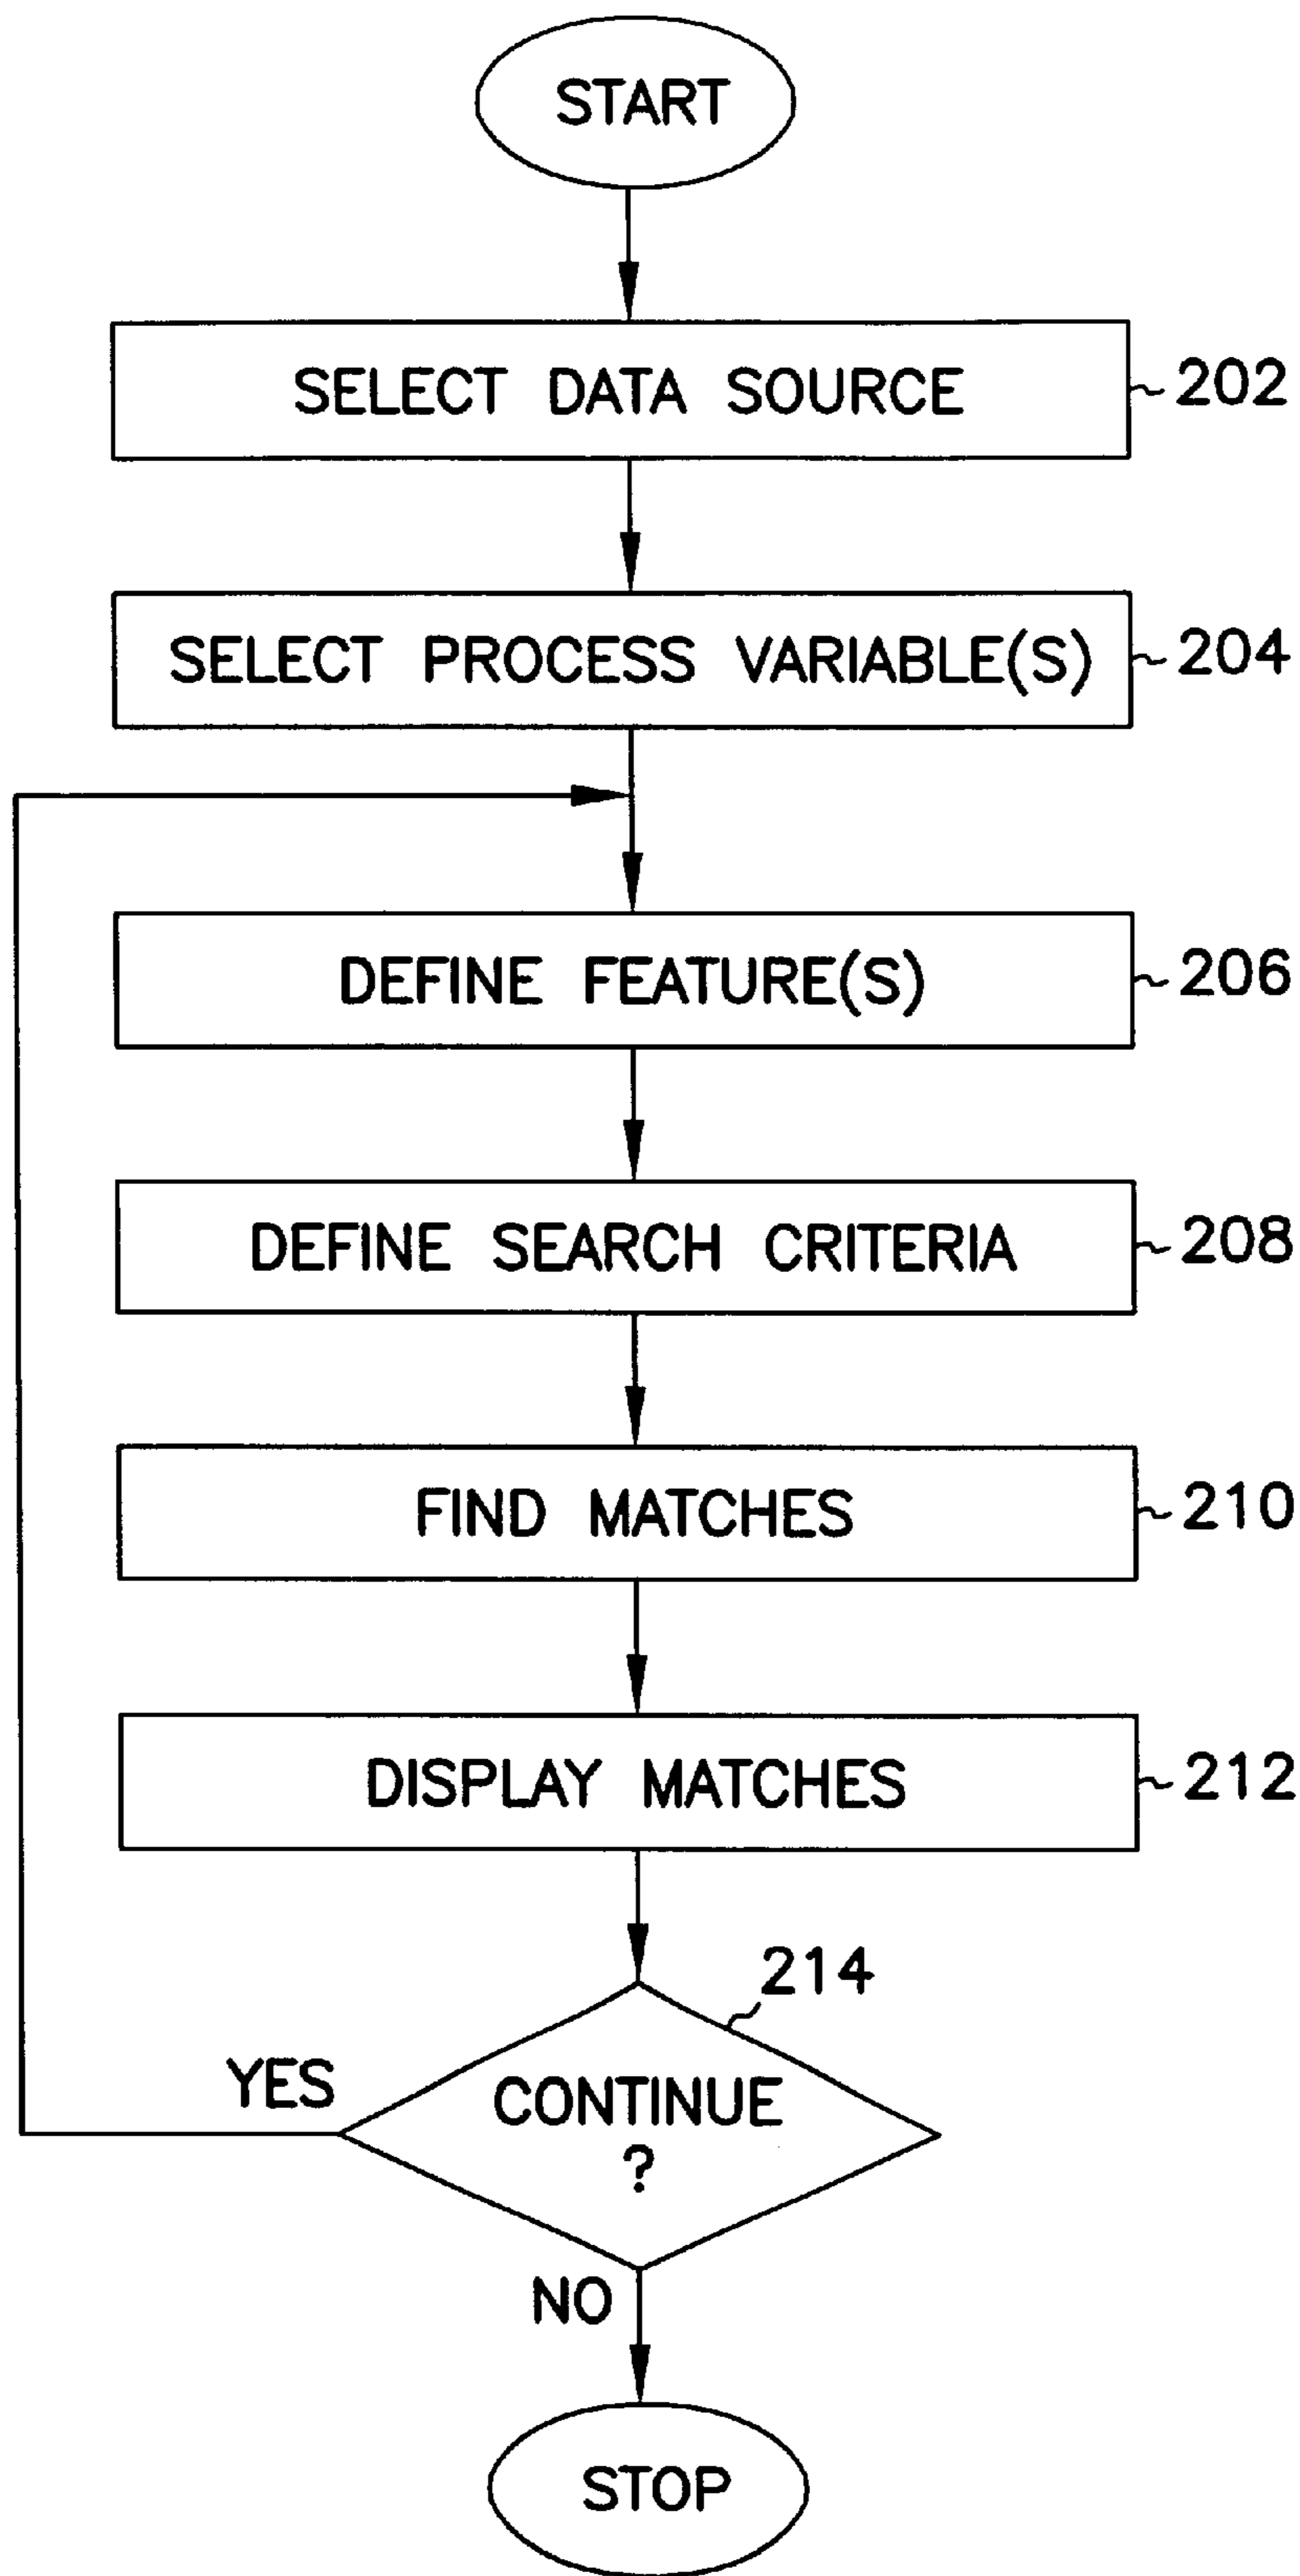 START
SELECT DATA SOURCE 202
SELECT PROCESS VARIABLE(S) 204
DEFINE FEATURE(S) 206
DEFINE SEARCH CRITERIA 208
FIND MATCHES 210
DISPLAY MATCHES 212
214
YES
CONTINUE
?
NO
STOP